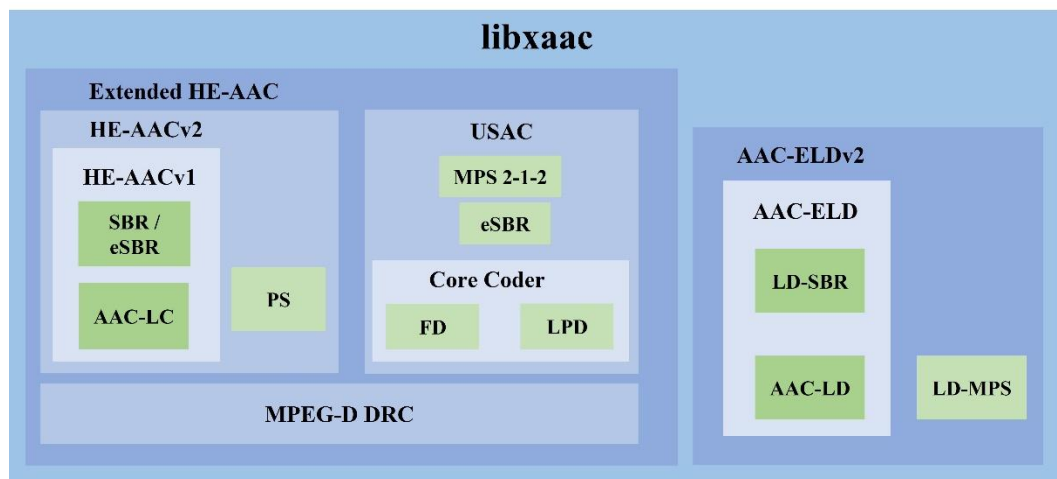 libxaac
Extended HE-AAC
HE-AACv2
HE-AACv1
SBR /
eSBR
AAC-LC
PS
USAC
MPS 2-1-2
eSBR
Core Coder
FD
LPD
MPEG-D DRC
AAC-ELDv2
AAC-ELD
LD-SBR
AAC-LD
LD-MPS